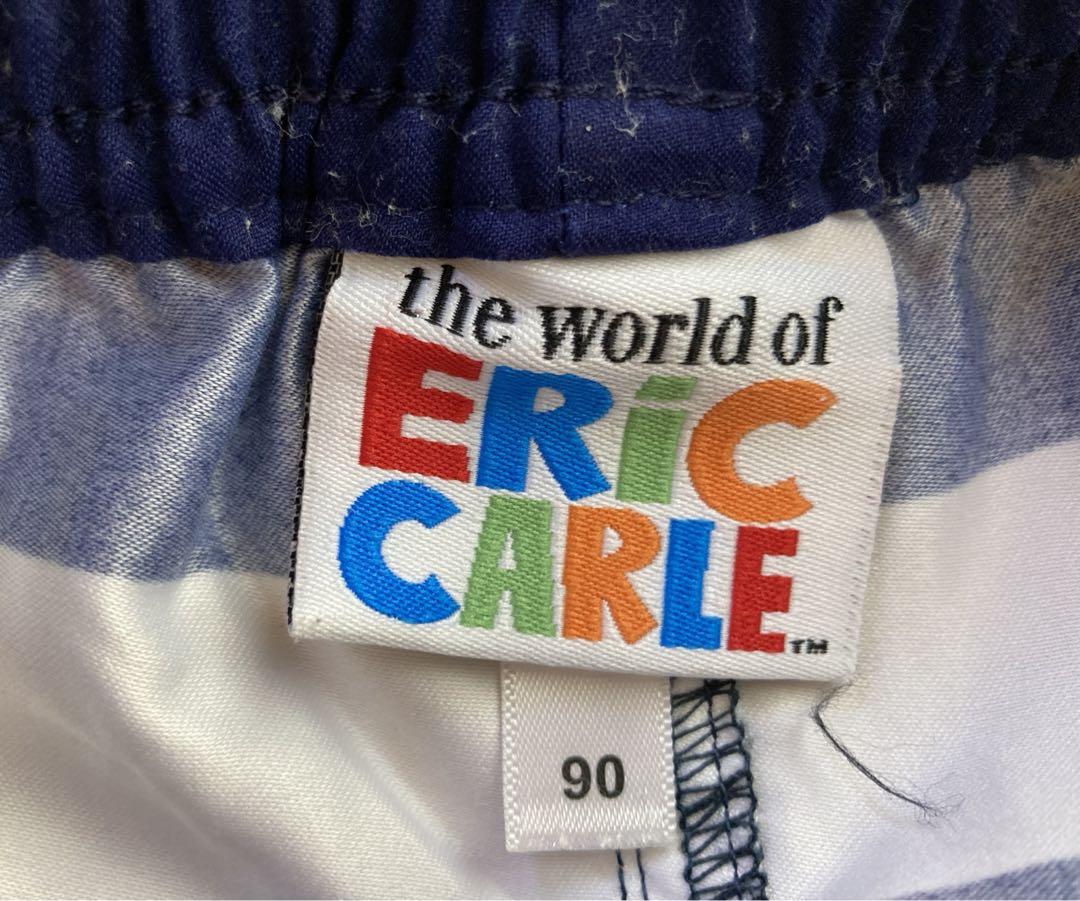 the world of
ERiC
CARLE™
90